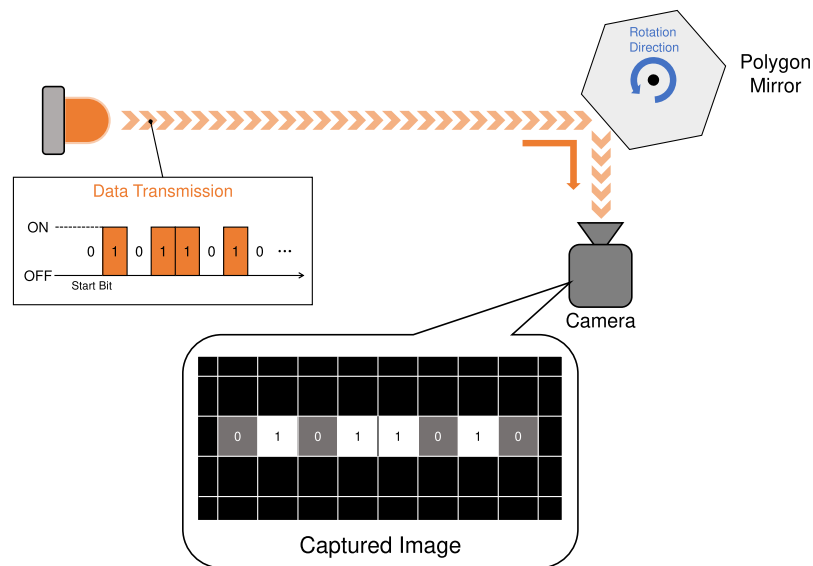 Rotation
Direction
Polygon
Mirror
Data Transmission
ON
0 1 0 1 1 0 1 0 ···
OFF
Start Bit
Camera
0 1 0 1 1 0 1 0
Captured Image